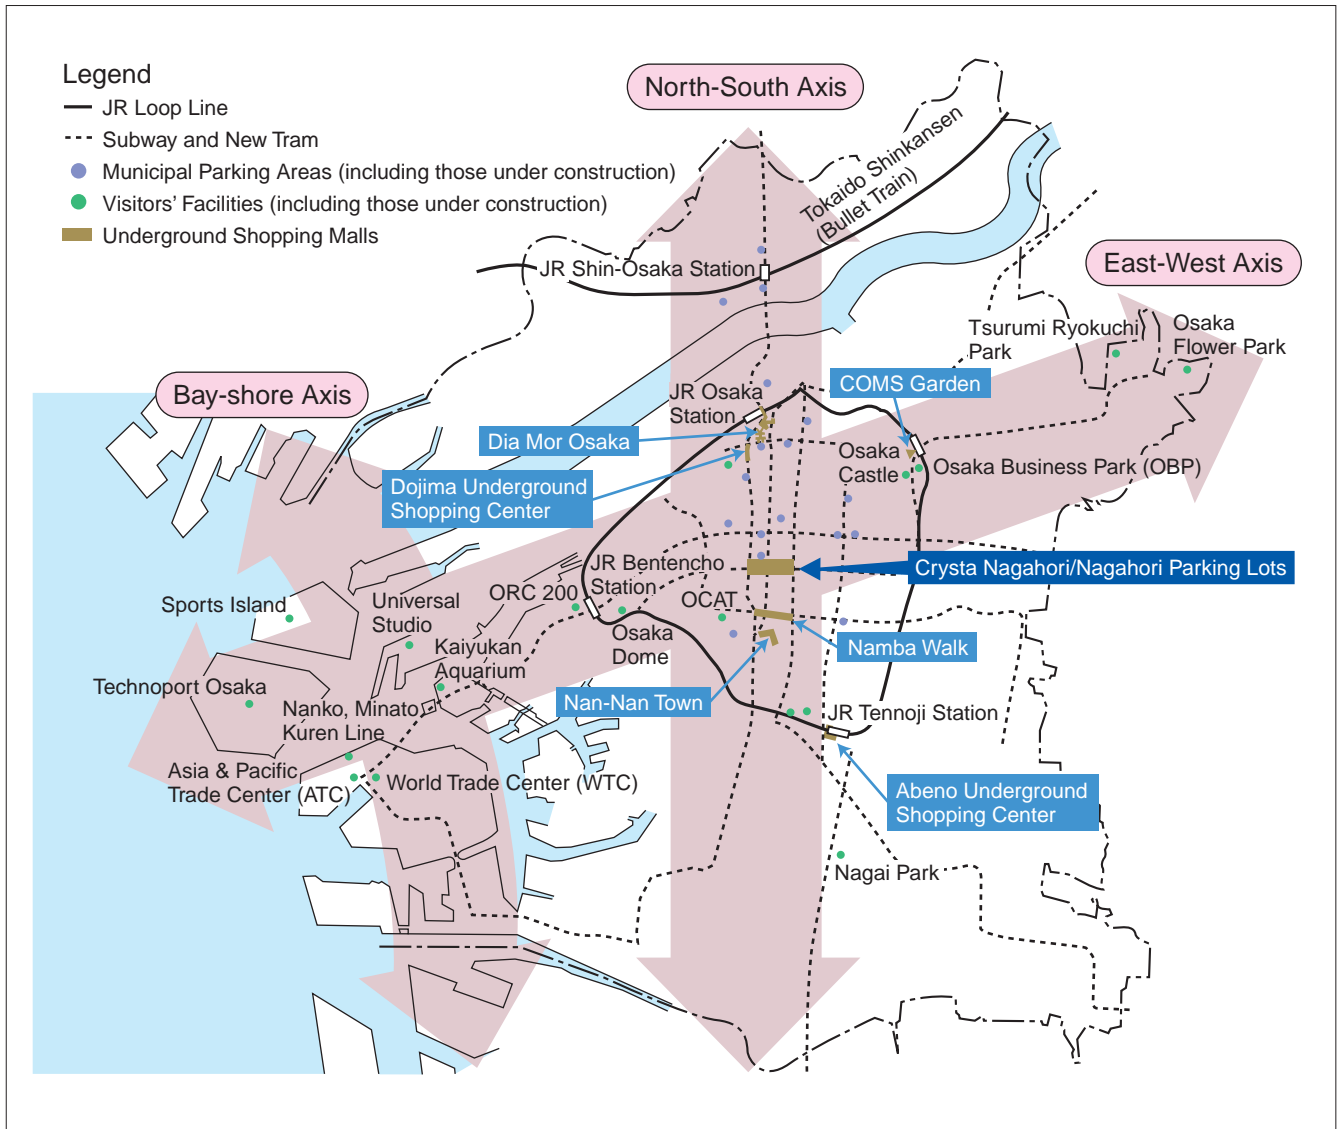 Legend
JR Loop Line
Subway and New Tram
Municipal Parking Areas (including those under construction)
Visitors' Facilities (including those under construction)
Underground Shopping Malls
North-South Axis
Tokaido Shinkansen
(Bullet Train)
JR Shin-Osaka Station
East-West Axis
Tsurumi Ryokuchi
Park
Osaka
Flower Park
Bay-shore Axis
JR Osaka
Station
COMS Garden
Dia Mor Osaka
Osaka
Castle
Osaka Business Park (OBP)
Dojima Underground
Shopping Center
Crysta Nagahori/Nagahori Parking Lots
JR Bentencho
Station
ORC 200
OCAT
Sports Island
Universal
Studio
Osaka
Dome
Namba Walk
Kaiyukan
Aquarium
Technoport Osaka
Nan-Nan Town
Nanko, Minato
Kuren Line
JR Tennoji Station
Asia & Pacific
Trade Center (ATC)
World Trade Center (WTC)
Abeno Underground
Shopping Center
Nagai Park